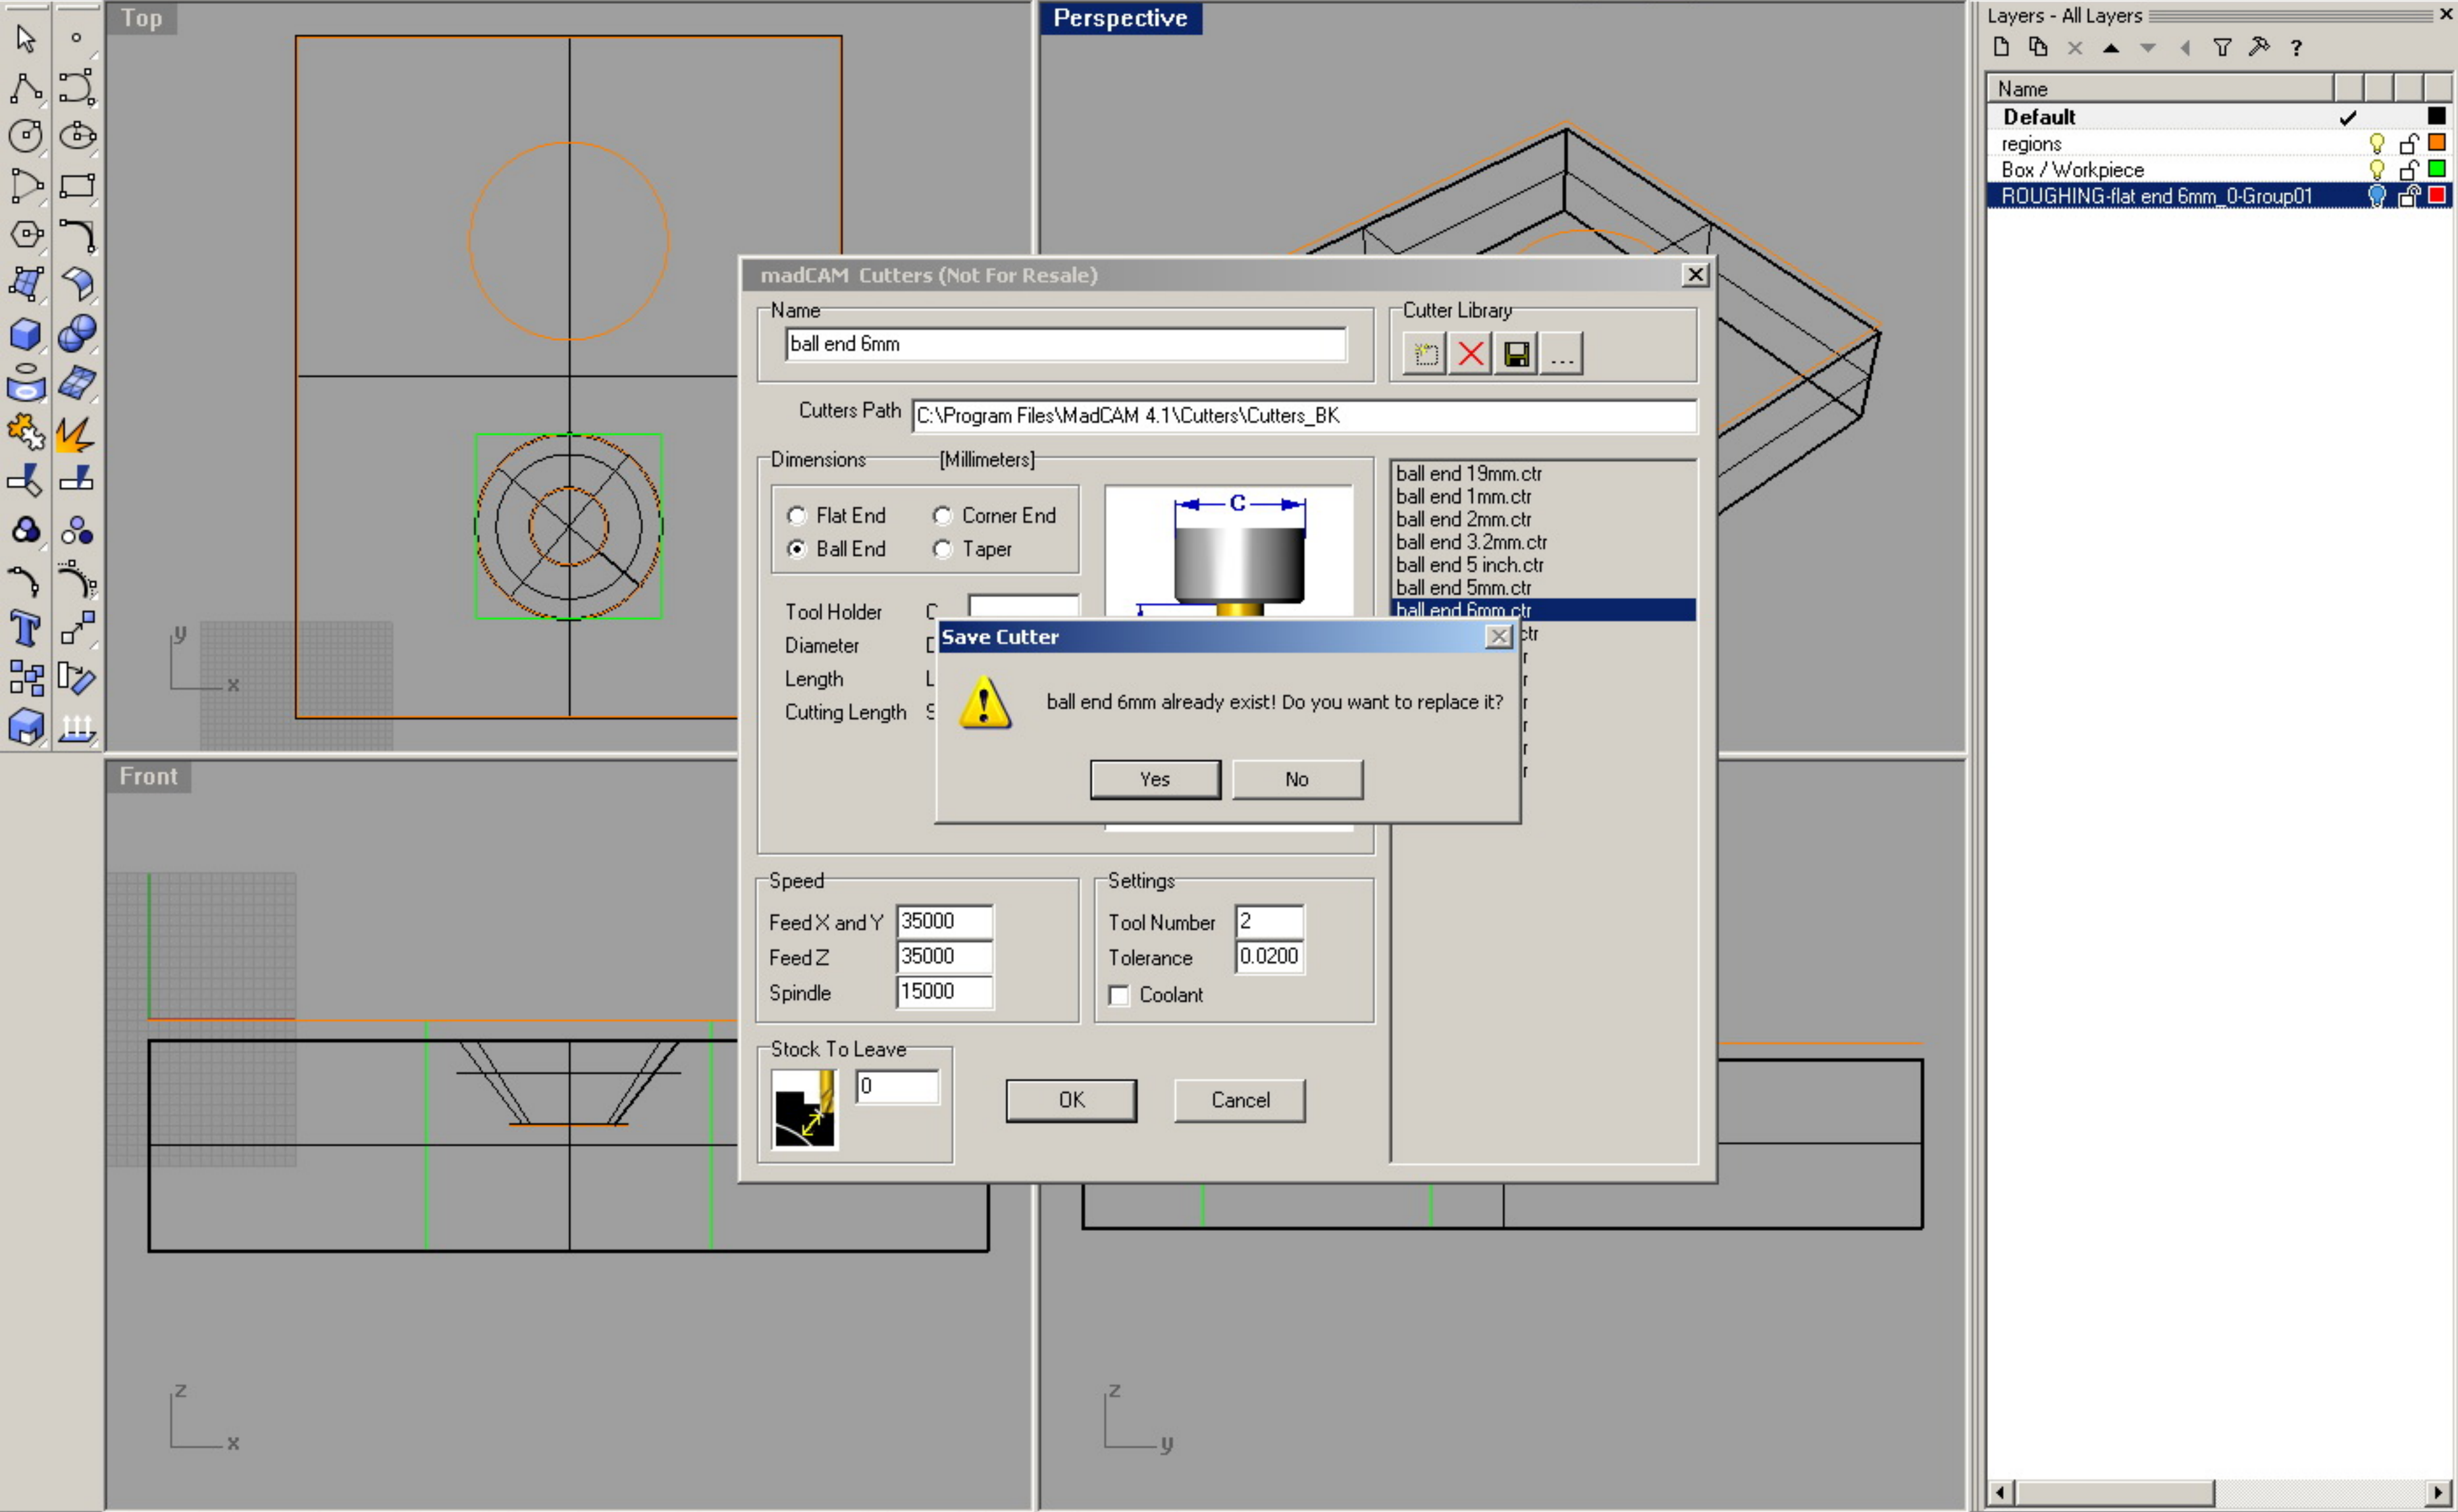 Top
Perspective
Layers - All Layers
?
Name
Default
regions
Box / Workpiece
ROUGHING-flat end 6mm_0-Group01
madCAM Cutters (Not For Resale)
Name
ball end 6mm
Cutter Library
...
Cutters Path C:\Program Files\MadCAM 4.1\Cutters\Cutters_BK
Dimensions [Millimeters]
Flat End Corner End
Ball End Taper
C
Tool Holder
Diameter
Length L
Cutting Length
ball end 19mm.ctr
ball end 1mm.ctr
ball end 2mm.ctr
ball end 3.2mm.ctr
ball end 5 inch.ctr
ball end 5mm.ctr
ball end 6mm.ctr
Save Cutter
ball end 6mm already exist! Do you want to replace it?
Yes No
Speed
Feed X and Y 35000
Feed Z 35000
Spindle 15000
Settings
Tool Number 2
Tolerance 0.0200
Coolant
Stock To Leave
0
OK Cancel
y
x
Front
z
x
z
y